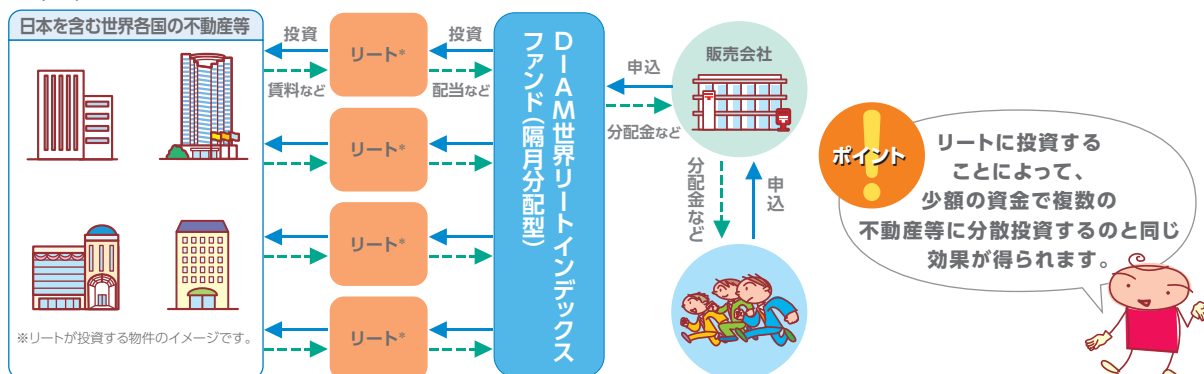 日本を含む世界各国の不動産等
※リートが投資する物件のイメージです。
投資
賃料など
リート*
リート*
リート*
リート*
投資
配当など
DIAM世界リートインデックス
ファンド(隔月分配型)
申込
分配金など
販売会社
分配金など
申込
ポイント
リートに投資する
ことによって、
少額の資金で複数の
不動産等に分散投資するのと同じ
効果が得られます。